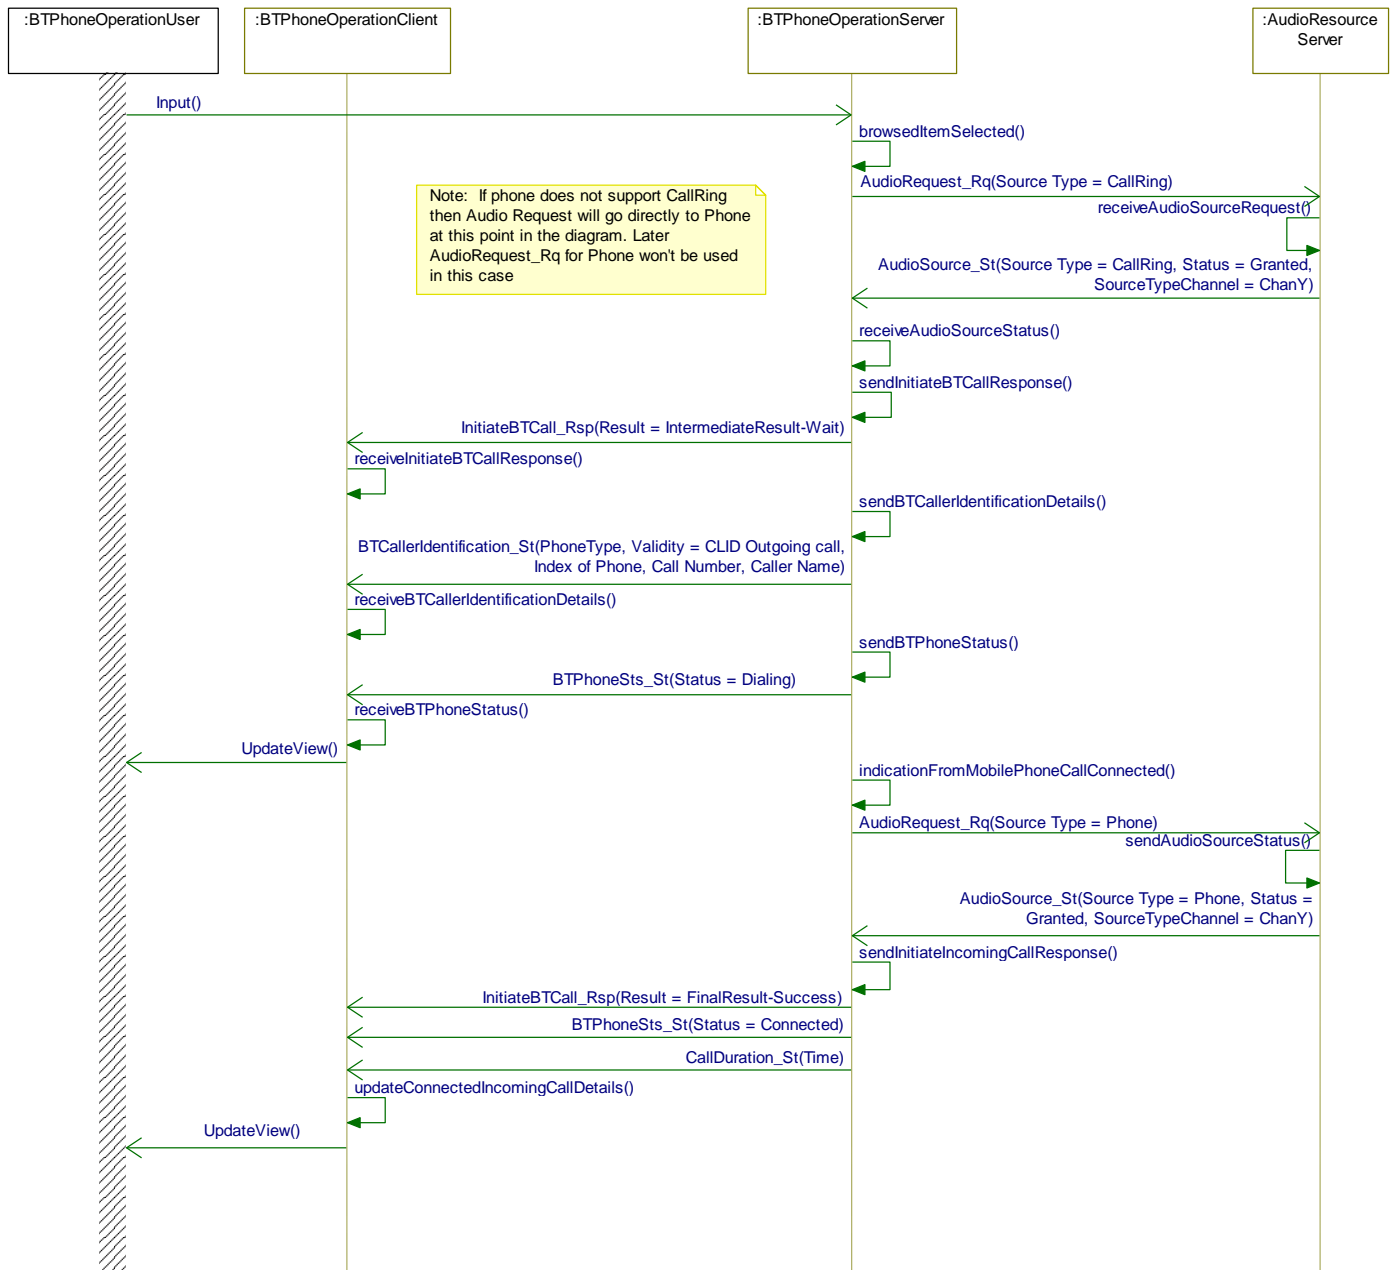 :BTPhoneOperationUser
:BTPhoneOperationClient
:BTPhoneOperationServer
:AudioResource
Server
Input()
browsedItemSelected()
AudioRequest_Rq(Source Type = CallRing)
receiveAudioSourceRequest()
Note:  If phone does not support CallRing
then Audio Request will go directly to Phone
at this point in the diagram. Later
AudioRequest_Rq for Phone won't be used
in this case
AudioSource_St(Source Type = CallRing, Status = Granted,
SourceTypeChannel = ChanY)
receiveAudioSourceStatus()
sendInitiateBTCallResponse()
InitiateBTCall_Rsp(Result = IntermediateResult-Wait)
receiveInitiateBTCallResponse()
sendBTCallerIdentificationDetails()
BTCallerIdentification_St(PhoneType, Validity = CLID Outgoing call,
Index of Phone, Call Number, Caller Name)
receiveBTCallerIdentificationDetails()
sendBTPhoneStatus()
BTPhoneSts_St(Status = Dialing)
receiveBTPhoneStatus()
UpdateView()
indicationFromMobilePhoneCallConnected()
AudioRequest_Rq(Source Type = Phone)
sendAudioSourceStatus()
AudioSource_St(Source Type = Phone, Status =
Granted, SourceTypeChannel = ChanY)
sendInitiateIncomingCallResponse()
InitiateBTCall_Rsp(Result = FinalResult-Success)
BTPhoneSts_St(Status = Connected)
CallDuration_St(Time)
updateConnectedIncomingCallDetails()
UpdateView()